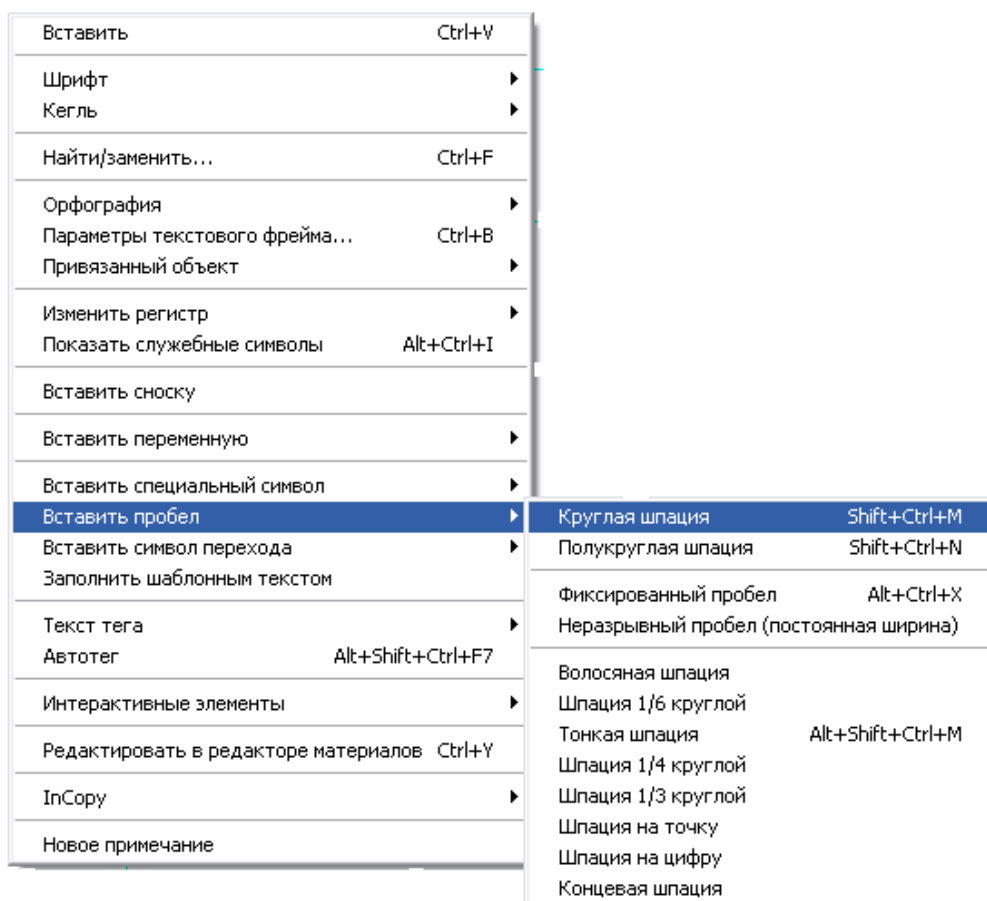 Вставить Ctrl+V
Шрифт
Кегль
Найти/заменить... Ctrl+F
Орфография
Параметры текстового фрейма... Ctrl+B
Привязанный объект
Изменить регистр
Показать служебные символы Alt+Ctrl+I
Вставить сноску
Вставить переменную
Вставить специальный символ
Вставить пробел
Вставить символ перехода
Заполнить шаблонным текстом
Текст тега
Автотег Alt+Shift+Ctrl+F7
Интерактивные элементы
Редактировать в редакторе материалов Ctrl+Y
InCopy
Новое примечание
Круглая шпация Shift+Ctrl+M
Полукруглая шпация Shift+Ctrl+N
Фиксированный пробел Alt+Ctrl+X
Неразрывный пробел (постоянная ширина)
Волосяная шпация
Шпация 1/6 круглой
Тонкая шпация Alt+Shift+Ctrl+M
Шпация 1/4 круглой
Шпация 1/3 круглой
Шпация на точку
Шпация на цифру
Концевая шпация